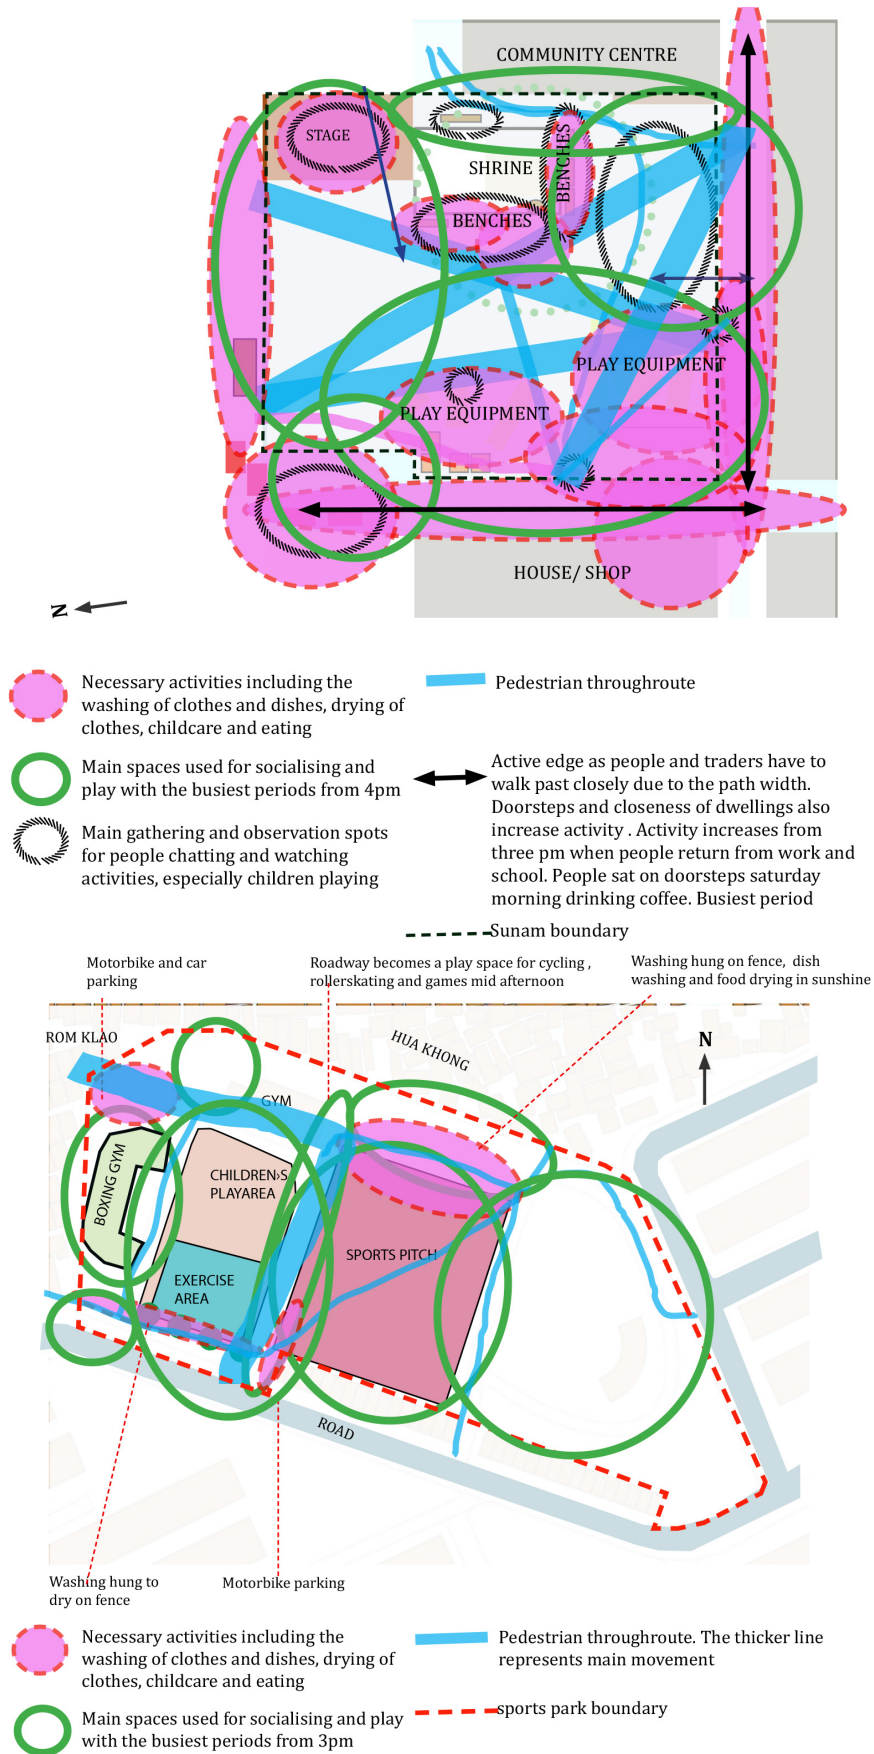 COMMUNITY CENTRE
STAGE
SHRINE
BENCHES
BENCHES
PLAY EQUIPMENT
PLAY EQUIPMENT
HOUSE/ SHOP
N
Necessary activities including the
washing of clothes and dishes, drying of
clothes, childcare and eating
Pedestrian throughroute
Main spaces used for socialising and
play with the busiest periods from 4pm
Main gathering and observation spots
for people chatting and watching
activities, especially children playing
Active edge as people and traders have to
walk past closely due to the path width.
Doorsteps and closeness of dwellings also
increase activity . Activity increases from
three pm when people return from work and
school. People sat on doorsteps saturday
morning drinking coffee. Busiest period
Sunam boundary
Motorbike and car
parking
Roadway becomes a play space for cycling ,
rollerskating and games mid afternoon
Washing hung on fence,  dish
washing and food drying in sunshine
ROM KLAO
HUA KHONG
N
GYM
BOXING GYM
CHILDREN›S
PLAYAREA
EXERCISE
AREA
SPORTS PITCH
ROAD
Washing hung to
dry on fence
Motorbike parking
Necessary activities including the
washing of clothes and dishes, drying of
clothes, childcare and eating
Pedestrian throughroute. The thicker line
represents main movement
sports park boundary
Main spaces used for socialising and play
with the busiest periods from 3pm